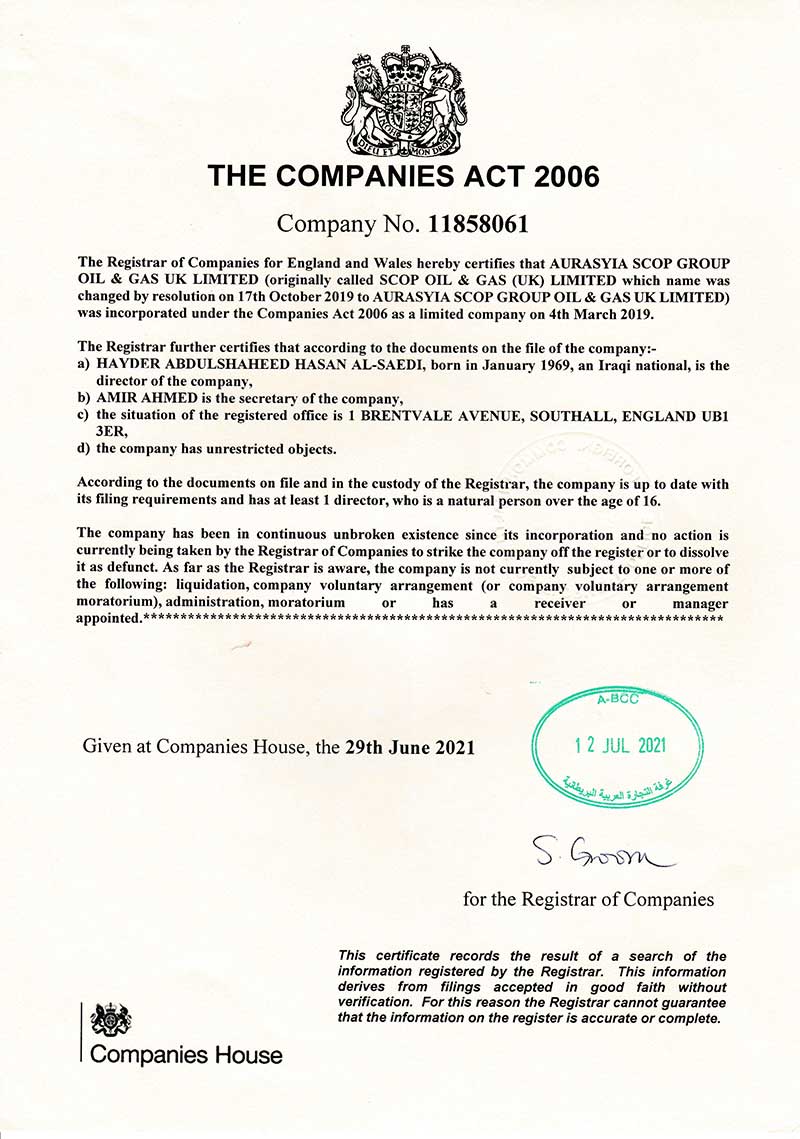 DIEU ET MON DROIT
THE COMPANIES ACT 2006
Company No. 11858061
The Registrar of Companies for England and Wales hereby certifies that AURASYIA SCOP GROUP
OIL & GAS UK LIMITED (originally called SCOP OIL & GAS (UK) LIMITED which name was
changed by resolution on 17th October 2019 to AURASYIA SCOP GROUP OIL & GAS UK LIMITED)
was incorporated under the Companies Act 2006 as a limited company on 4th March 2019.
The Registrar further certifies that according to the documents on the file of the company:-
a) HAYDER ABDULSHAHEED HASAN AL-SAEDI, born in January 1969, an Iraqi national, is the
director of the company,
b) AMIR AHMED is the secretary of the company,
c) the situation of the registered office is 1 BRENTVALE AVENUE, SOUTHALL, ENGLAND UB1
3ER,
d) the company has unrestricted objects.
According to the documents on file and in the custody of the Registrar, the company is up to date with
its filing requirements and has at least 1 director, who is a natural person over the age of 16.
The company has been in continuous unbroken existence since its incorporation and no action is
currently being taken by the Registrar of Companies to strike the company off the register or to dissolve
it as defunct. As far as the Registrar is aware, the company is not currently subject to one or more of
the following: liquidation, company voluntary arrangement (or company voluntary arrangement
moratorium), administration, moratorium or has a receiver or manager
appointed.******************************************************************************
A-BCC
12 JUL 2021
غرفة التجارة العربية البريطانية
Given at Companies House, the 29th June 2021
S. Groom
for the Registrar of Companies
This certificate records the result of a search of the
information registered by the Registrar. This information
derives from filings accepted in good faith without
verification. For this reason the Registrar cannot guarantee
that the information on the register is accurate or complete.
Companies House